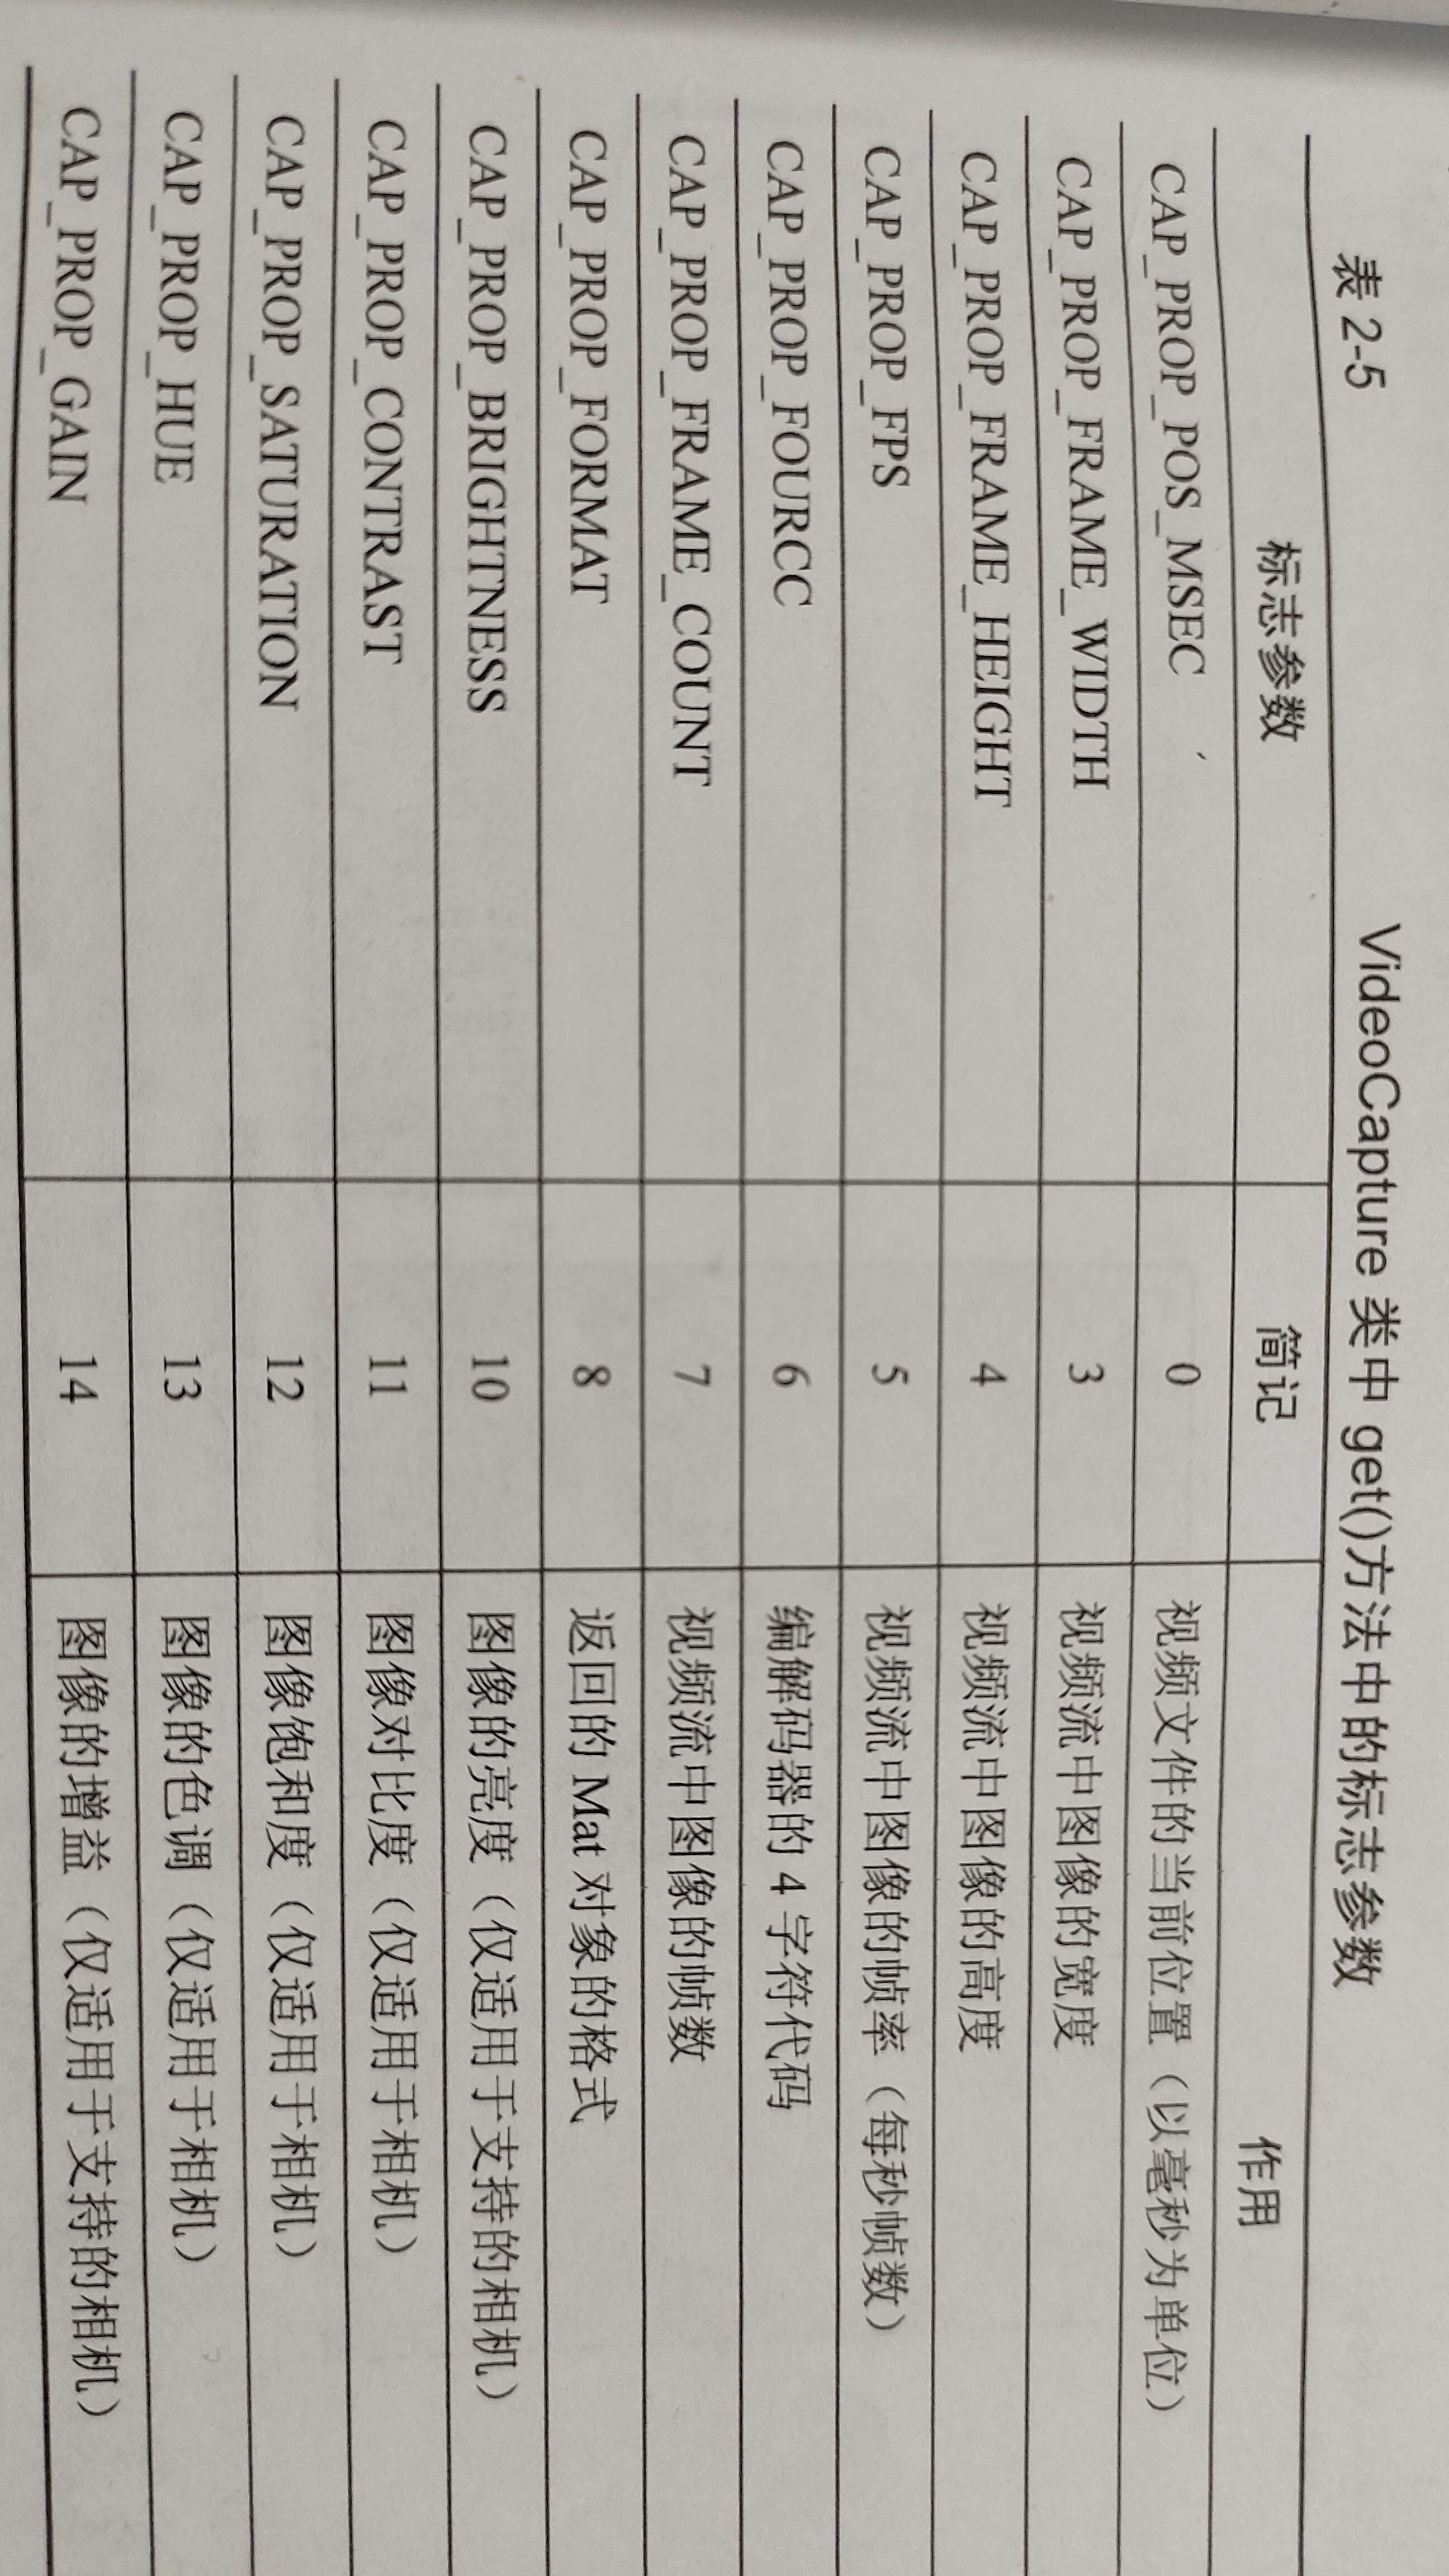 表 2-5 VideoCapture 类中 get()方法中的标志参数
标志参数 简记 作用
CAP_PROP_POS_MSEC 0 视频文件的当前位置（以毫秒为单位）
CAP_PROP_FRAME_WIDTH 3 视频流中图像的宽度
CAP_PROP_FRAME_HEIGHT 4 视频流中图像的高度
CAP_PROP_FPS 5 视频流中图像的帧率（每秒帧数）
CAP_PROP_FOURCC 6 编解码器的 4 字符代码
CAP_PROP_FRAME_COUNT 7 视频流中图像的帧数
CAP_PROP_FORMAT 8 返回的 Mat 对象的格式
CAP_PROP_BRIGHTNESS 10 图像的亮度（仅适用于支持的相机）
CAP_PROP_CONTRAST 11 图像对比度（仅适用于相机）
CAP_PROP_SATURATION 12 图像饱和度（仅适用于相机）
CAP_PROP_HUE 13 图像的色调（仅适用于相机）
CAP_PROP_GAIN 14 图像的增益（仅适用于支持的相机）